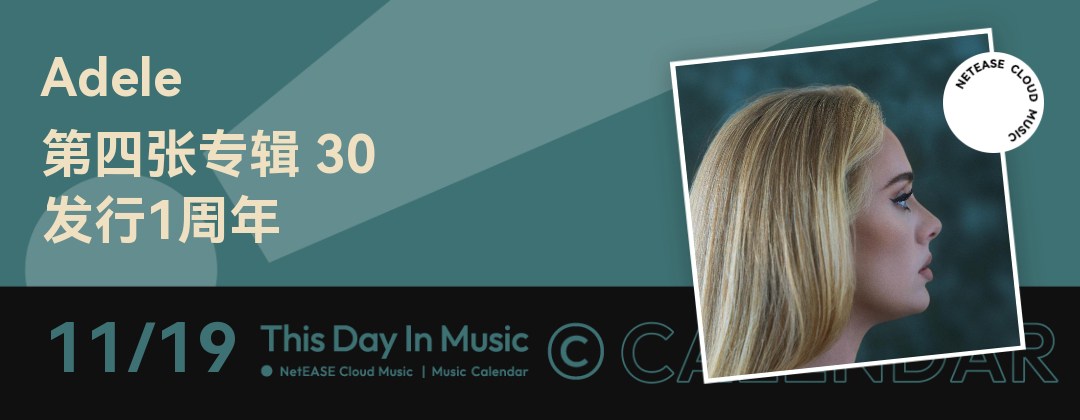 Adele
第四张专辑 30
发行1周年
NETEASE CLOUD MUSIC
11/19
This Day In Music
NetEASE Cloud Music | Music Calendar
©
CALENDAR